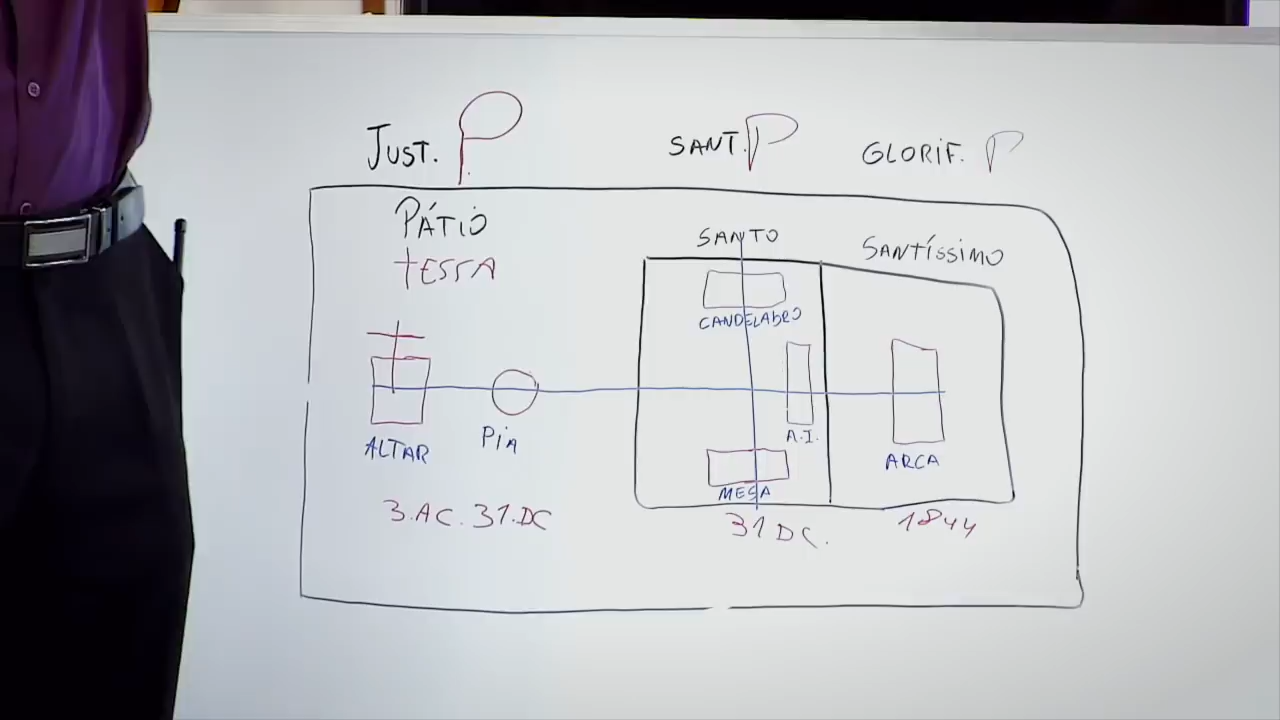 JUST. P
SANT. P
GLORIF. P
PÁTIO
TERRA
SANTO
SANTÍSSIMO
CANDELABRO
ALTAR
PIA
A.I.
ARCA
MESA
3.AC. 31.DC
31 DC.
1844